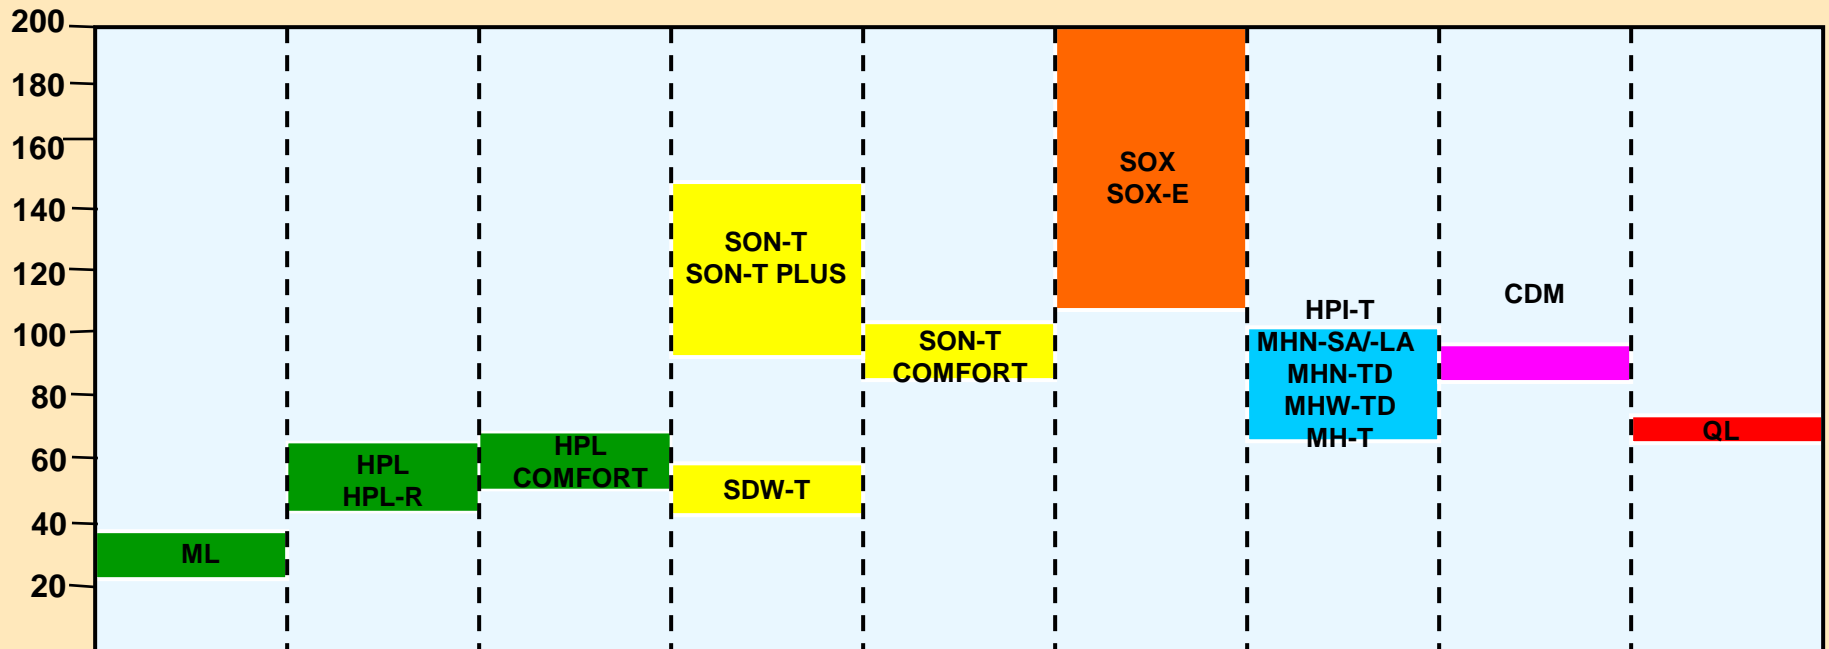 200
180
160
140
120
100
80
60
40
20
ML
HPL
HPL-R
HPL
COMFORT
SON-T
SON-T PLUS
SDW-T
SON-T
COMFORT
SOX
SOX-E
HPI-T
MHN-SA/-LA
MHN-TD
MHW-TD
MH-T
CDM
QL